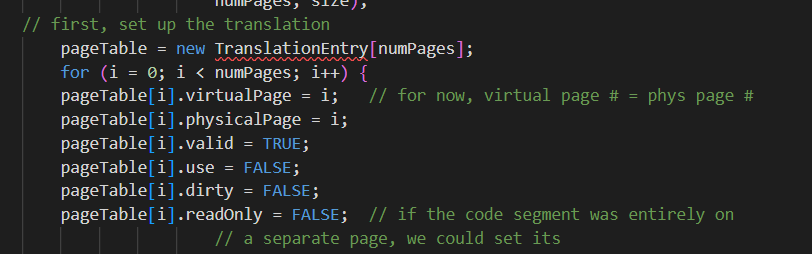 numPages, size);
// first, set up the translation
pageTable = new TranslationEntry[numPages];
for (i = 0; i < numPages; i++) {
pageTable[i].virtualPage = i;   // for now, virtual page # = phys page #
pageTable[i].physicalPage = i;
pageTable[i].valid = TRUE;
pageTable[i].use = FALSE;
pageTable[i].dirty = FALSE;
pageTable[i].readOnly = FALSE;  // if the code segment was entirely on
// a separate page, we could set its